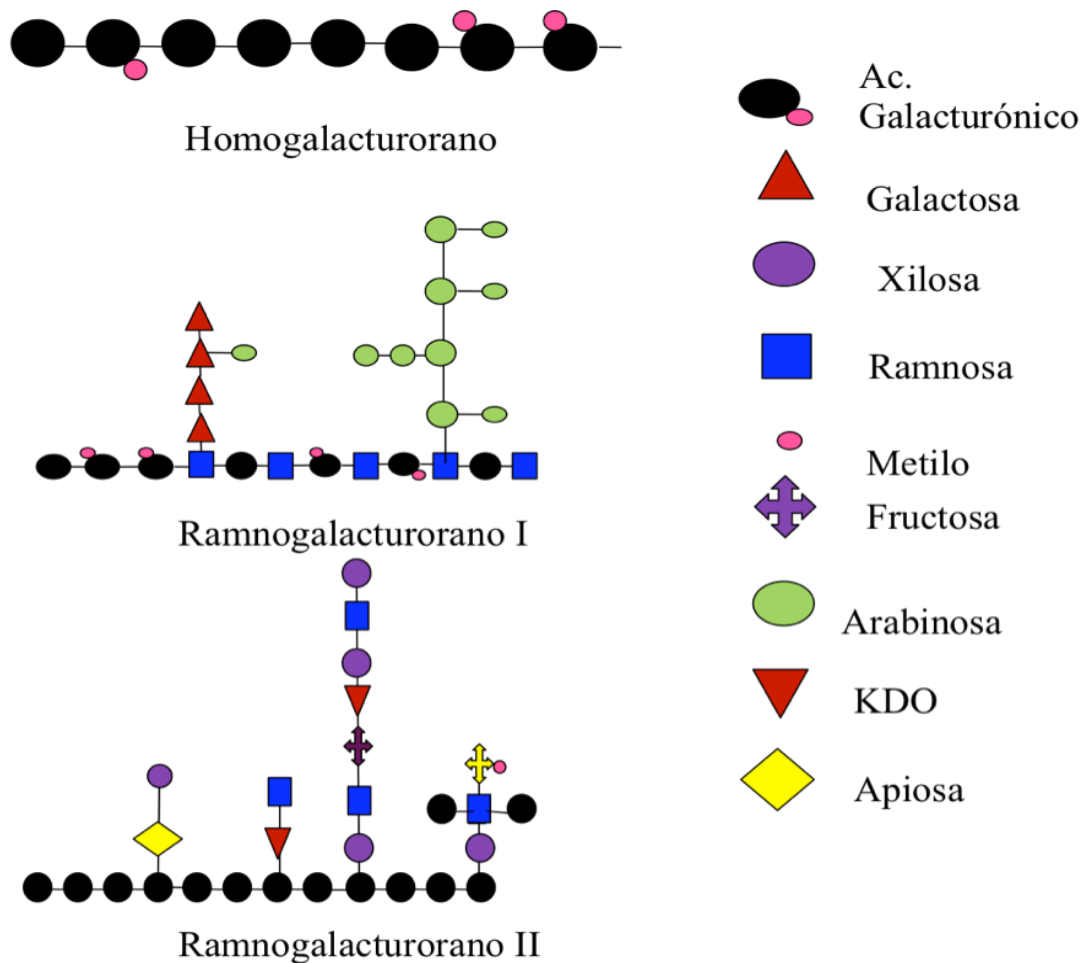 Homogalacturorano
Ramnogalacturorano I
Ramnogalacturorano II
Ac.
Galacturónico
Galactosa
Xilosa
Ramnosa
Metilo
Fructosa
Arabinosa
KDO
Apiosa